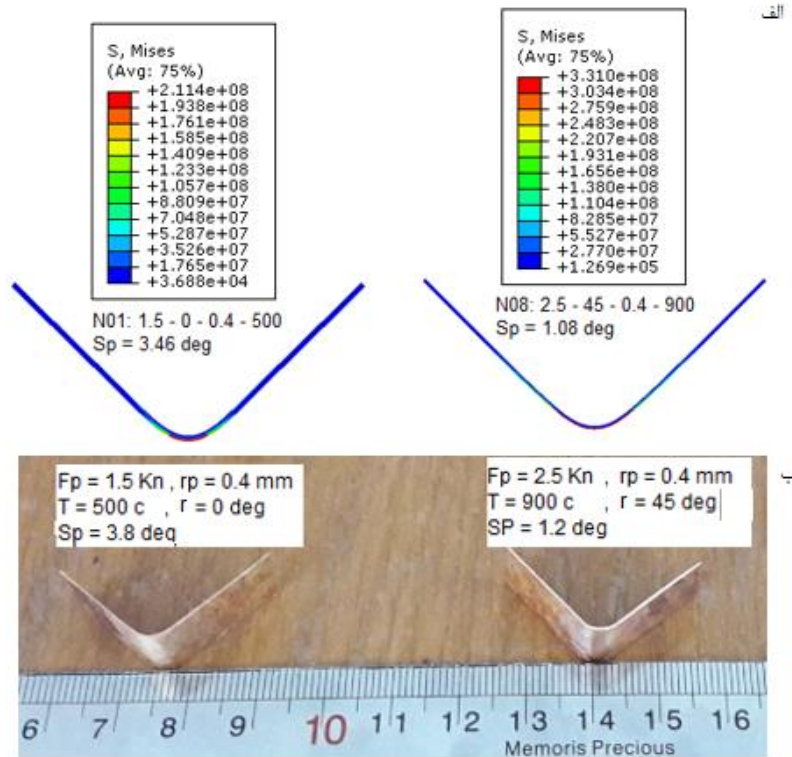 الف
S, Mises
(Avg: 75%)
+2.114e+08
+1.938e+08
+1.761e+08
+1.585e+08
+1.409e+08
+1.233e+08
+1.057e+08
+8.809e+07
+7.048e+07
+5.287e+07
+3.526e+07
+1.765e+07
+3.688e+04
N01: 1.5 - 0 - 0.4 - 500
Sp = 3.46 deg
S, Mises
(Avg: 75%)
+3.310e+08
+3.034e+08
+2.759e+08
+2.483e+08
+2.207e+08
+1.931e+08
+1.656e+08
+1.380e+08
+1.104e+08
+8.285e+07
+5.527e+07
+2.770e+07
+1.269e+05
N08: 2.5 - 45 - 0.4 - 900
Sp = 1.08 deg
ب
Fp = 1.5 Kn , rp = 0.4 mm
T = 500 c , r = 0 deg
Sp = 3.8 deg
Fp = 2.5 Kn , rp = 0.4 mm
T = 900 c , r = 45 deg
SP = 1.2 deg
6 7 8 9 10 11 12 13 14 15 16
Memoris Precious